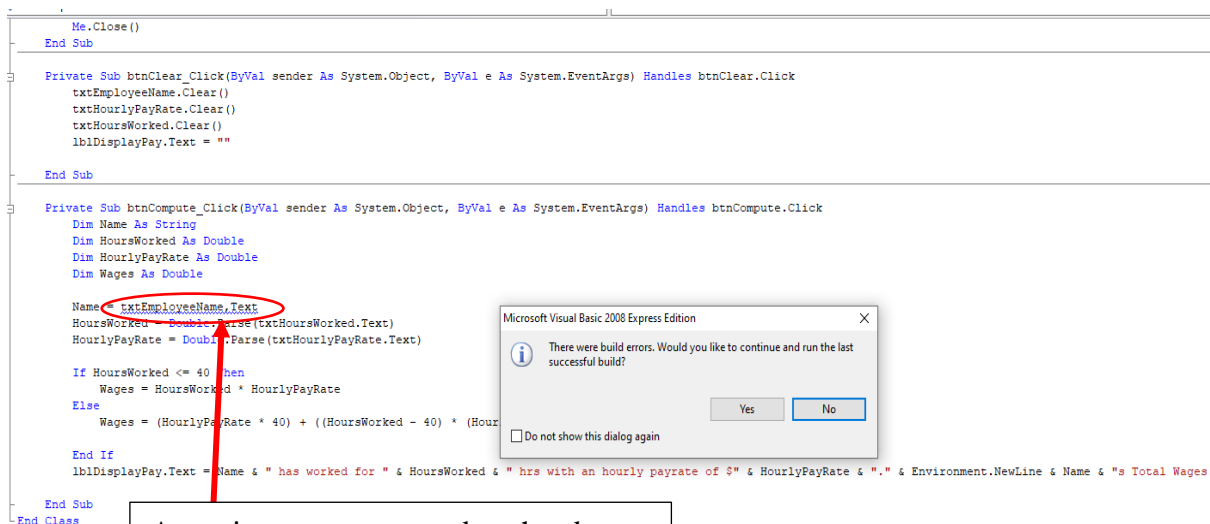 Me.Close()
End Sub
Private Sub btnClear_Click(ByVal sender As System.Object, ByVal e As System.EventArgs) Handles btnClear.Click
txtEmployeeName.Clear()
txtHourlyPayRate.Clear()
txtHoursWorked.Clear()
lblDisplayPay.Text = ""
End Sub
Private Sub btnCompute_Click(ByVal sender As System.Object, ByVal e As System.EventArgs) Handles btnCompute.Click
Dim Name As String
Dim HoursWorked As Double
Dim HourlyPayRate As Double
Dim Wages As Double
Name = txtEmployeeName,Text
HoursWorked = Double.Parse(txtHoursWorked.Text)
HourlyPayRate = Double.Parse(txtHourlyPayRate.Text)
If HoursWorked <= 40 Then
Wages = HoursWorked * HourlyPayRate
Else
Wages = (HourlyPayRate * 40) + ((HoursWorked - 40) * (Hour
End If
lblDisplayPay.Text = Name & " has worked for " & HoursWorked & " hrs with an hourly payrate of $" & HourlyPayRate & "." & Environment.NewLine & Name & "s Total Wages
End Sub
End Class
Microsoft Visual Basic 2008 Express Edition
There were build errors. Would you like to continue and run the last
successful build?
Yes
No
Do not show this dialog again